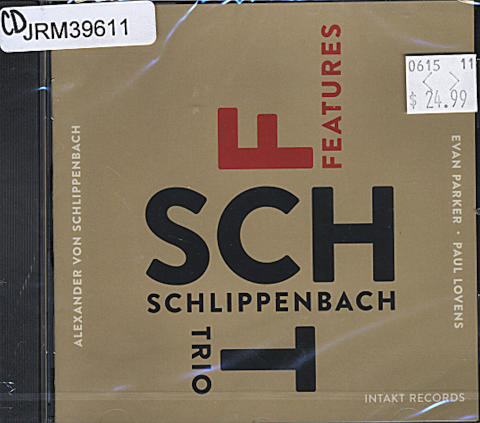 CD
JRM39611
0615 11
$ 24.99
F
FEATURES
ALEXANDER VON SCHLIPPENBACH
SCH
SCHLIPPENBACH
EVAN PARKER · PAUL LOVENS
TRIO
T
INTAKT RECORDS